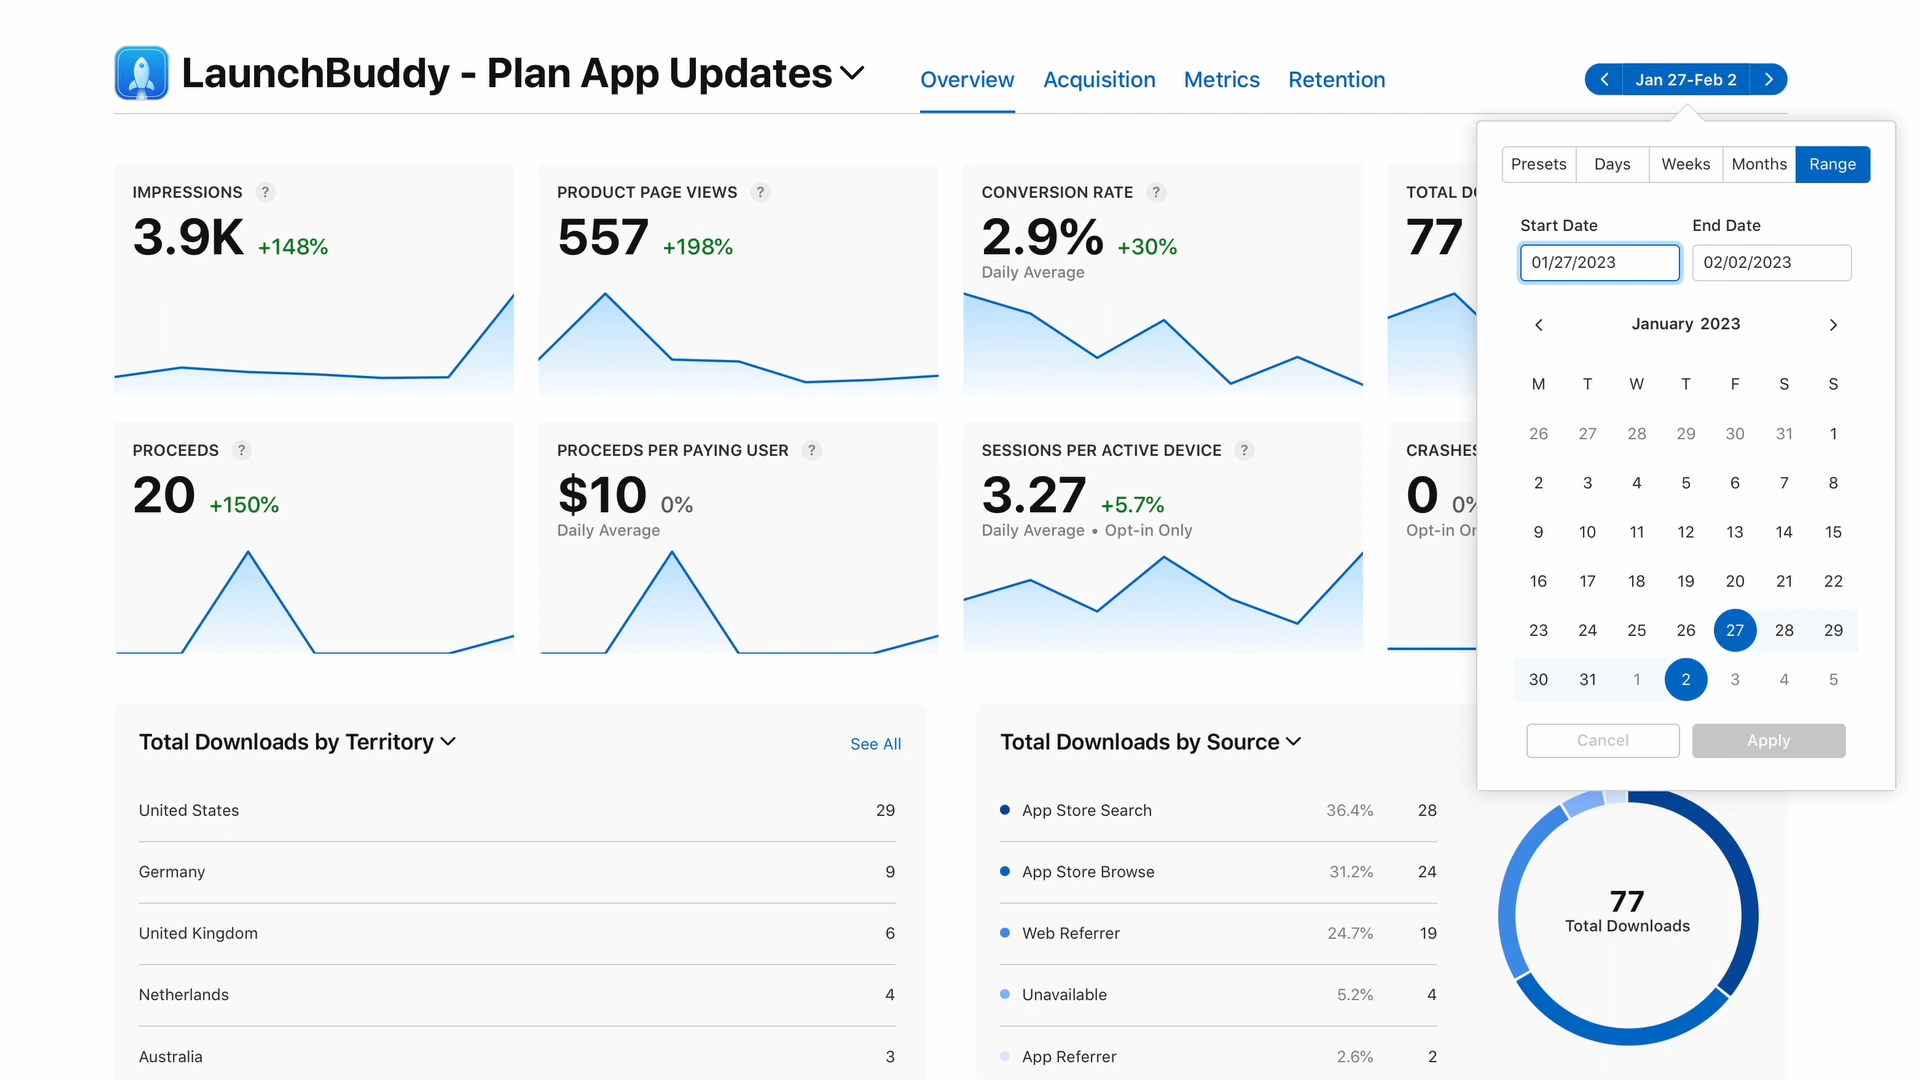 LaunchBuddy - Plan App Updates
Overview Acquisition Metrics Retention
Jan 27-Feb 2
IMPRESSIONS ?
3.9K +148%
PRODUCT PAGE VIEWS ?
557 +198%
CONVERSION RATE ?
2.9% +30%
Daily Average
TOTAL
77
PROCEEDS ?
20 +150%
PROCEEDS PER PAYING USER ?
$10 0%
Daily Average
SESSIONS PER ACTIVE DEVICE ?
3.27 +5.7%
Daily Average • Opt-in Only
CRASHES
0 0%
Opt-in
Presets Days Weeks Months Range
Start Date End Date
01/27/2023 02/02/2023
January 2023
M T W T F S S
26 27 28 29 30 31 1
2 3 4 5 6 7 8
9 10 11 12 13 14 15
16 17 18 19 20 21 22
23 24 25 26 27 28 29
30 31 1 2 3 4 5
Cancel Apply
Total Downloads by Territory See All
United States 29
Germany 9
United Kingdom 6
Netherlands 4
Australia 3
Total Downloads by Source
App Store Search 36.4% 28
App Store Browse 31.2% 24
Web Referrer 24.7% 19
Unavailable 5.2% 4
App Referrer 2.6% 2
77
Total Downloads